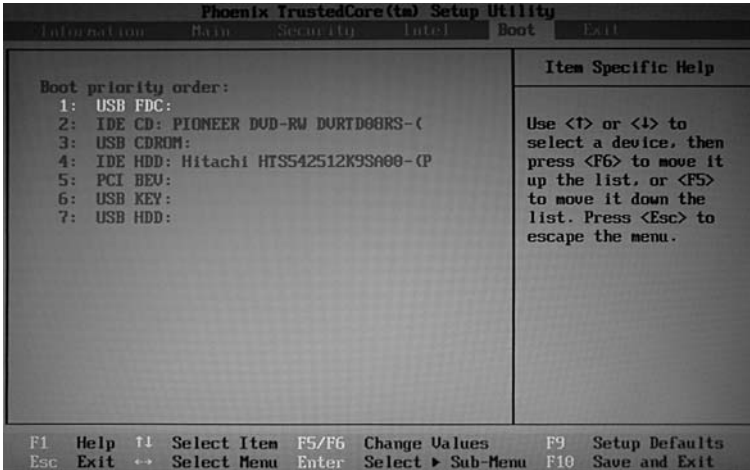 Phoenix TrustedCore(tm) Setup Utility
Information Main Security Intel Boot Exit
Boot priority order:
1: USB FDC:
2: IDE CD: PIONEER DVD-RW DVRTD08RS-(
3: USB CDROM:
4: IDE HDD: Hitachi HTS542512K9SA00-(P
5: PCI BEV:
6: USB KEY:
7: USB HDD:
Item Specific Help
Use <↑> or <↓> to
select a device, then
press <F6> to move it
up the list, or <F5>
to move it down the
list. Press <Esc> to
escape the menu.
F1 Help ↑↓ Select Item F5/F6 Change Values F9 Setup Defaults
Esc Exit ↔ Select Menu Enter Select ▶ Sub-Menu F10 Save and Exit